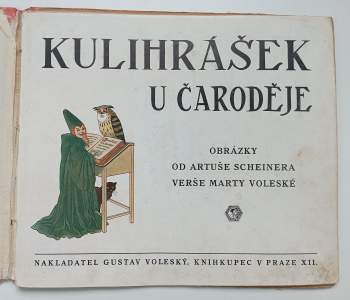 KULIHRÁŠEK
U ČARODĚJE
OBRÁZKY
OD ARTUŠE SCHEINERA
VERŠE MARTY VOLESKÉ
NAKLADATEL GUSTAV VOLESKÝ, KNIHKUPEC V PRAZE XII.